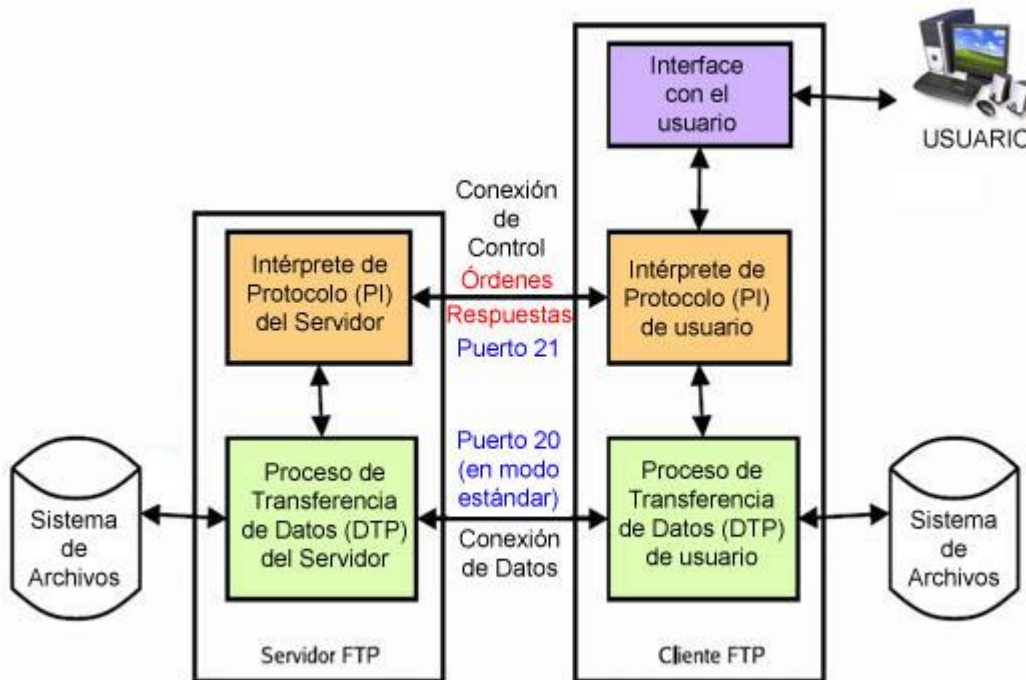 Interface
con el
usuario
USUARIO
Conexión
de
Control
Órdenes
Respuestas
Puerto 21
Intérprete de
Protocolo (PI)
del Servidor
Intérprete de
Protocolo (PI)
de usuario
Puerto 20
(en modo
estándar)
Conexión
de Datos
Sistema
de
Archivos
Proceso de
Transferencia
de Datos (DTP)
del Servidor
Proceso de
Transferencia
de Datos (DTP)
de usuario
Sistema
de
Archivos
Servidor FTP
Cliente FTP